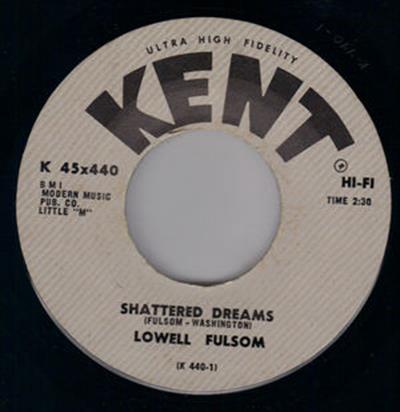 ULTRA HIGH FIDELITY
KENT
K 45x440
BMI
MODERN MUSIC
PUB. CO.
LITTLE "M"
HI-FI
TIME 2:30
SHATTERED DREAMS
(FULSOM-WASHINGTON)
LOWELL FULSOM
(K 440-1)